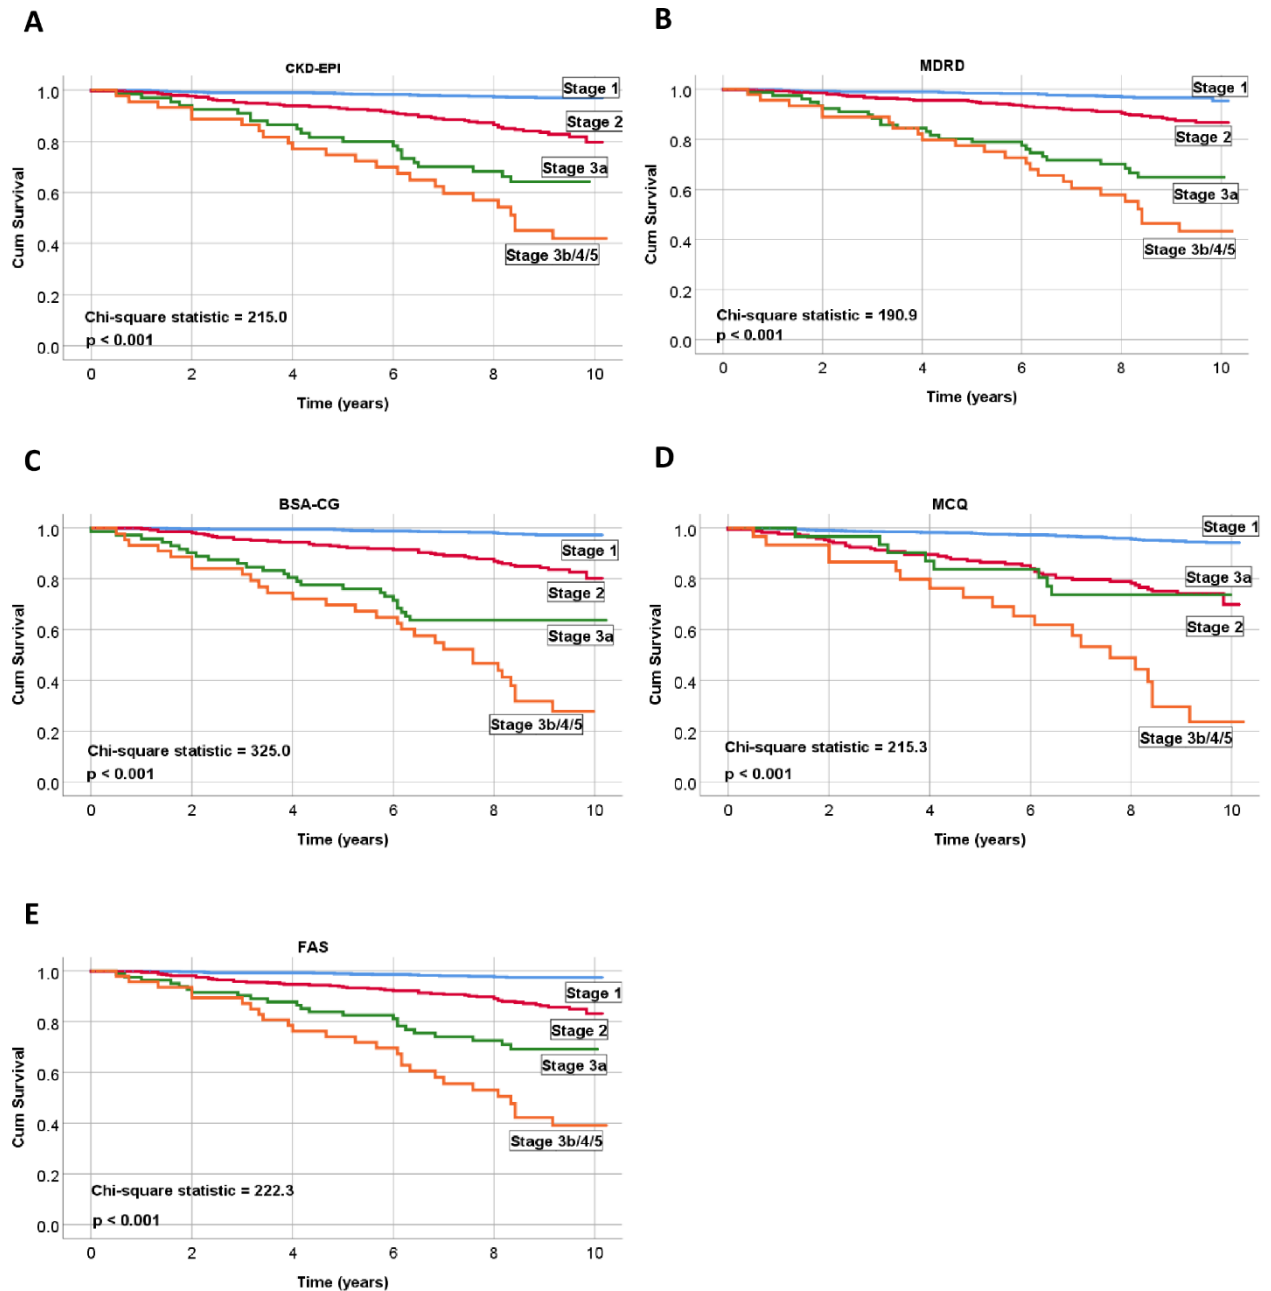 A
CKD-EPI
1.0
0.8
0.6
0.4
0.2
0.0
Cum Survival
Stage 1
Stage 2
Stage 3a
Stage 3b/4/5
Chi-square statistic = 215.0
p < 0.001
0 2 4 6 8 10
Time (years)
B
MDRD
1.0
0.8
0.6
0.4
0.2
0.0
Cum Survival
Stage 1
Stage 2
Stage 3a
Stage 3b/4/5
Chi-square statistic = 190.9
p < 0.001
0 2 4 6 8 10
Time (years)
C
BSA-CG
1.0
0.8
0.6
0.4
0.2
0.0
Cum Survival
Stage 1
Stage 2
Stage 3a
Stage 3b/4/5
Chi-square statistic = 325.0
p < 0.001
0 2 4 6 8 10
Time (years)
D
MCQ
1.0
0.8
0.6
0.4
0.2
0.0
Cum Survival
Stage 1
Stage 3a
Stage 2
Stage 3b/4/5
Chi-square statistic = 215.3
p < 0.001
0 2 4 6 8 10
Time (years)
E
FAS
1.0
0.8
0.6
0.4
0.2
0.0
Cum Survival
Stage 1
Stage 2
Stage 3a
Stage 3b/4/5
Chi-square statistic = 222.3
p < 0.001
0 2 4 6 8 10
Time (years)